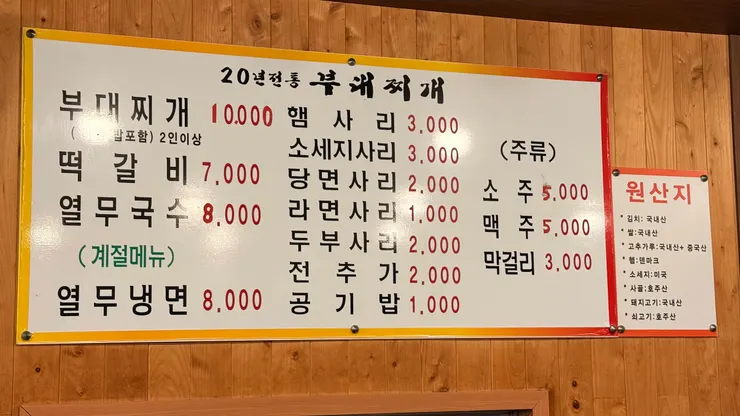 20년전통 부대찌개
부대찌개 10.000
밥포함) 2인이상
떡갈비 7,000
열무국수 8,000
(계절메뉴)
열무냉면 8,000
햄사리 3,000
소세지사리 3,000
당면사리 2,000
라면사리 1,000
두부사리 2,000
전추가 2,000
공기밥 1,000
(주류)
소주 5,000
맥주 5,000
막걸리 3,000
원산지
* 김치: 국내산
* 쌀:국내산
* 고추가루:국내산+ 중국산
* 햄:덴마크
* 소세지:미국
* 사골:호주산
* 돼지고기:국내산
* 쇠고기:호주산